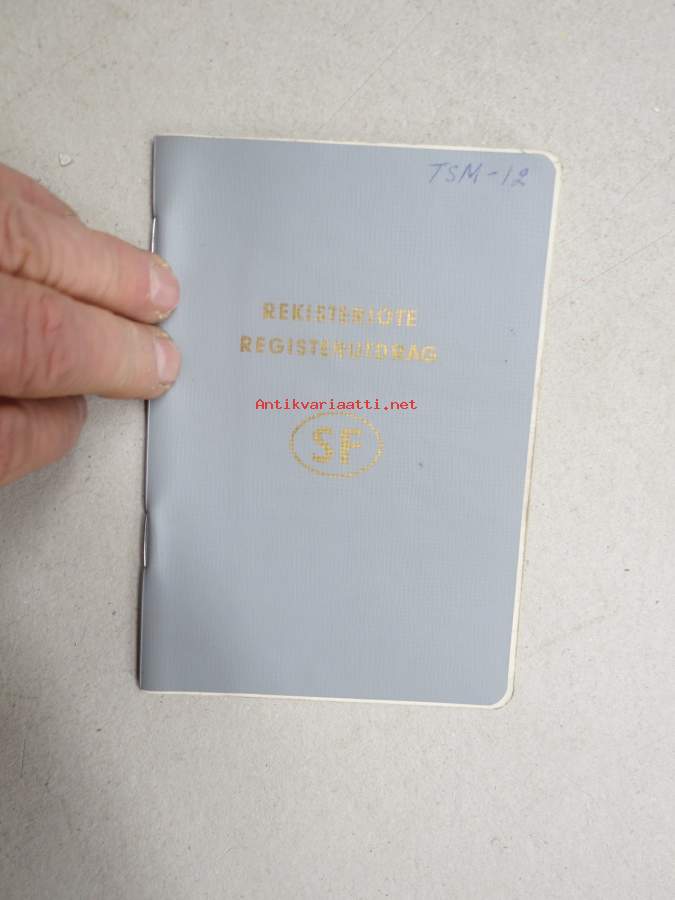 TSM-12
REKISTERIOTE
REGISTERUTDRAG
Antikvariaatti.net
SF